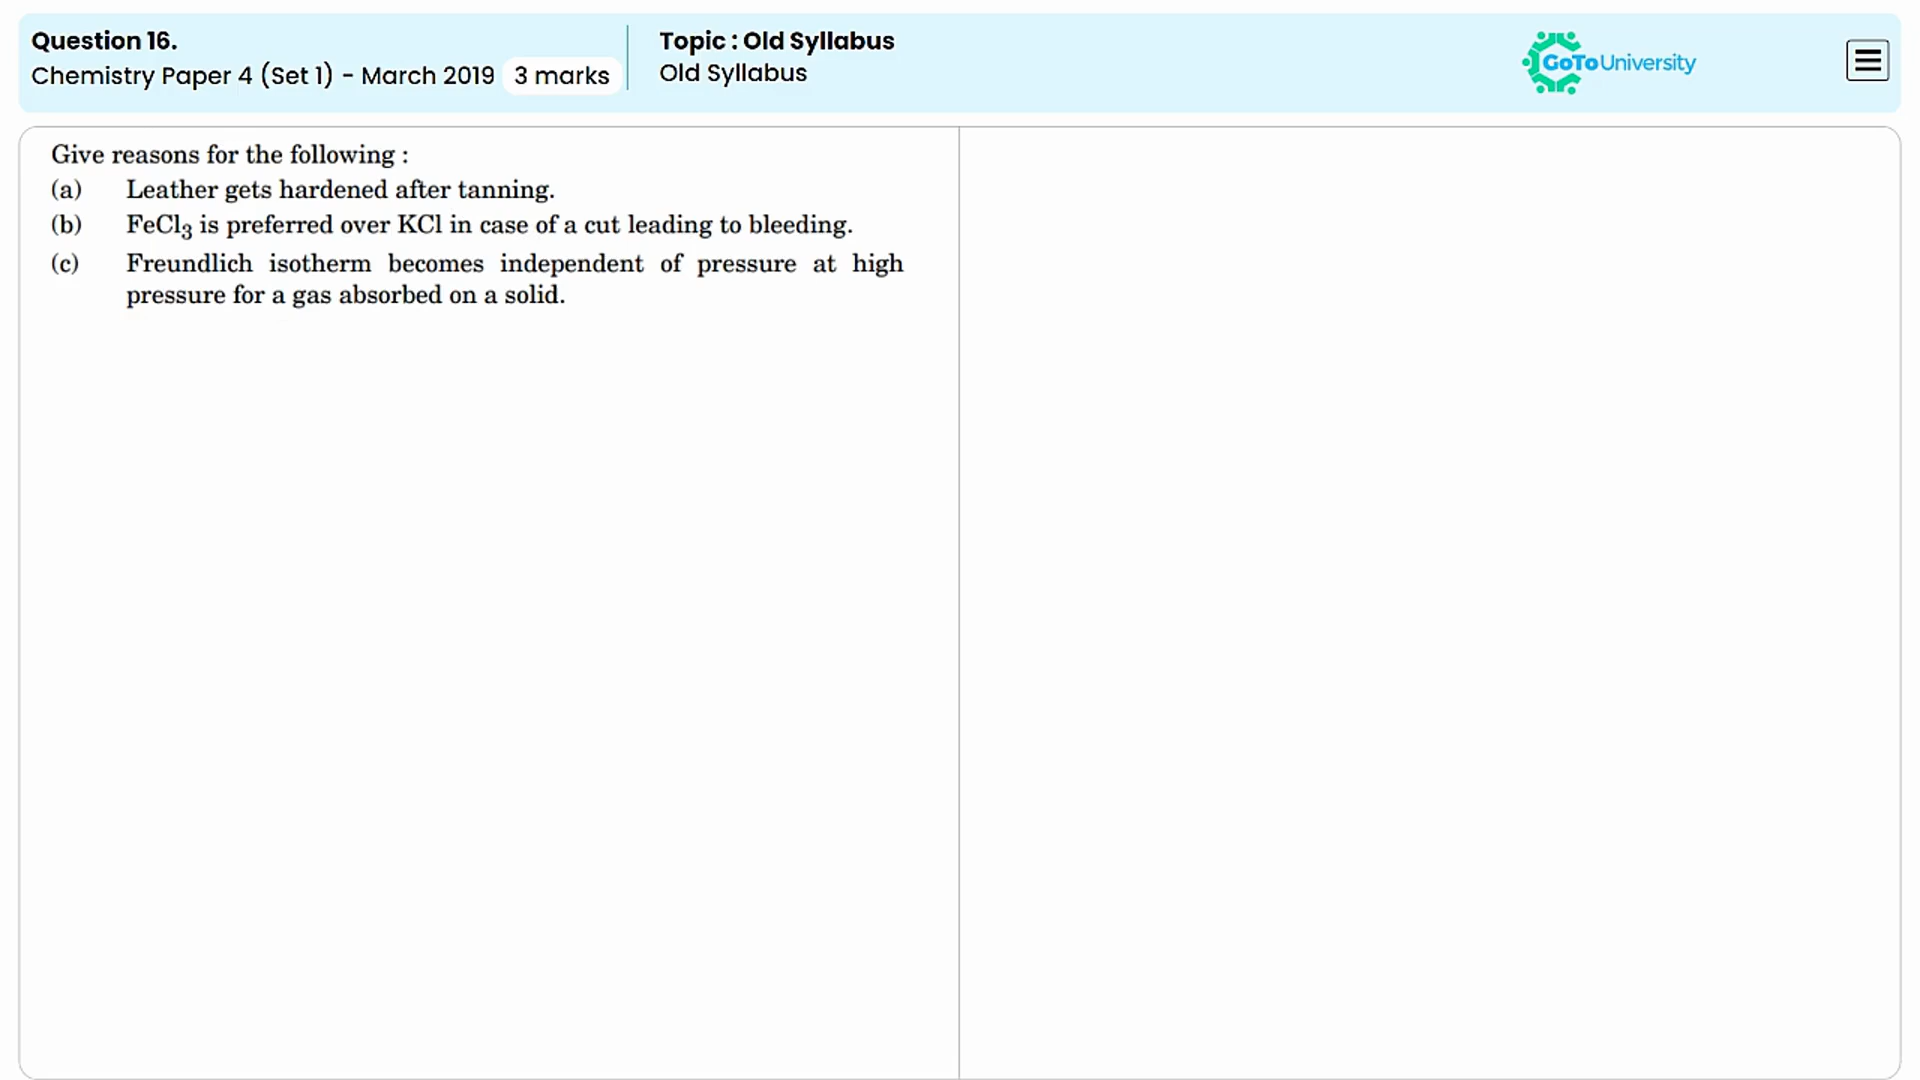 Question 16.
Chemistry Paper 4 (Set 1) - March 2019 3 marks
Topic : Old Syllabus
Old Syllabus
GoToUniversity
Give reasons for the following :
(a) Leather gets hardened after tanning.
(b) FeCl₃ is preferred over KCl in case of a cut leading to bleeding.
(c) Freundlich isotherm becomes independent of pressure at high
pressure for a gas absorbed on a solid.